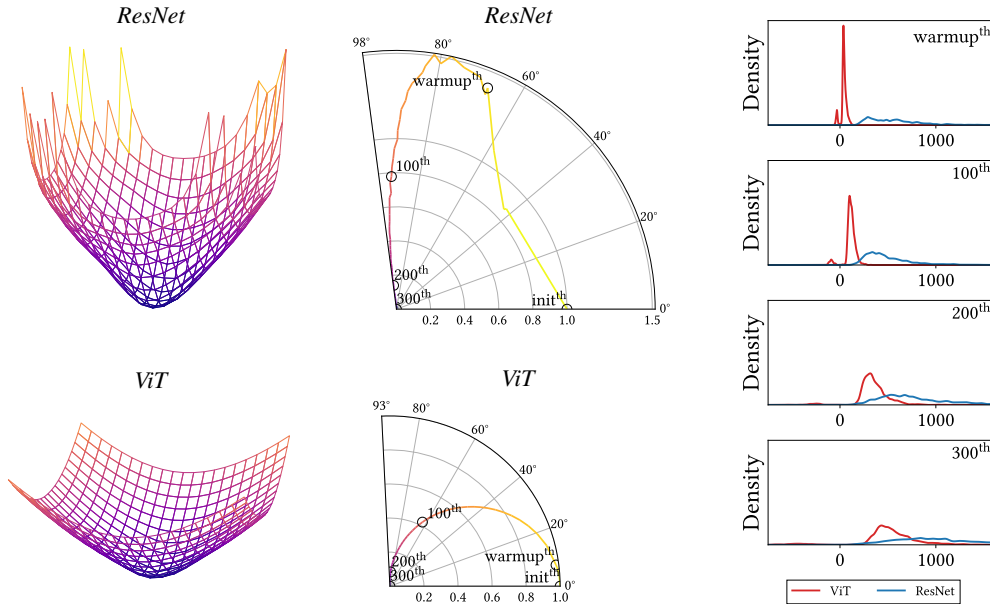 ResNet
ResNet
98°
80°
60°
40°
20°
0°
warmup^th
100^th
200^th
300^th
init^th
0.2 0.4 0.6 0.8 1.0 1.5
ViT
ViT
93°
80°
60°
40°
20°
0°
100^th
warmup^th
200^th
300^th
init^th
0.2 0.4 0.6 0.8 1.0
Density
warmup^th
0 1000
Density
100^th
0 1000
Density
200^th
0 1000
Density
300^th
0 1000
ViT ResNet